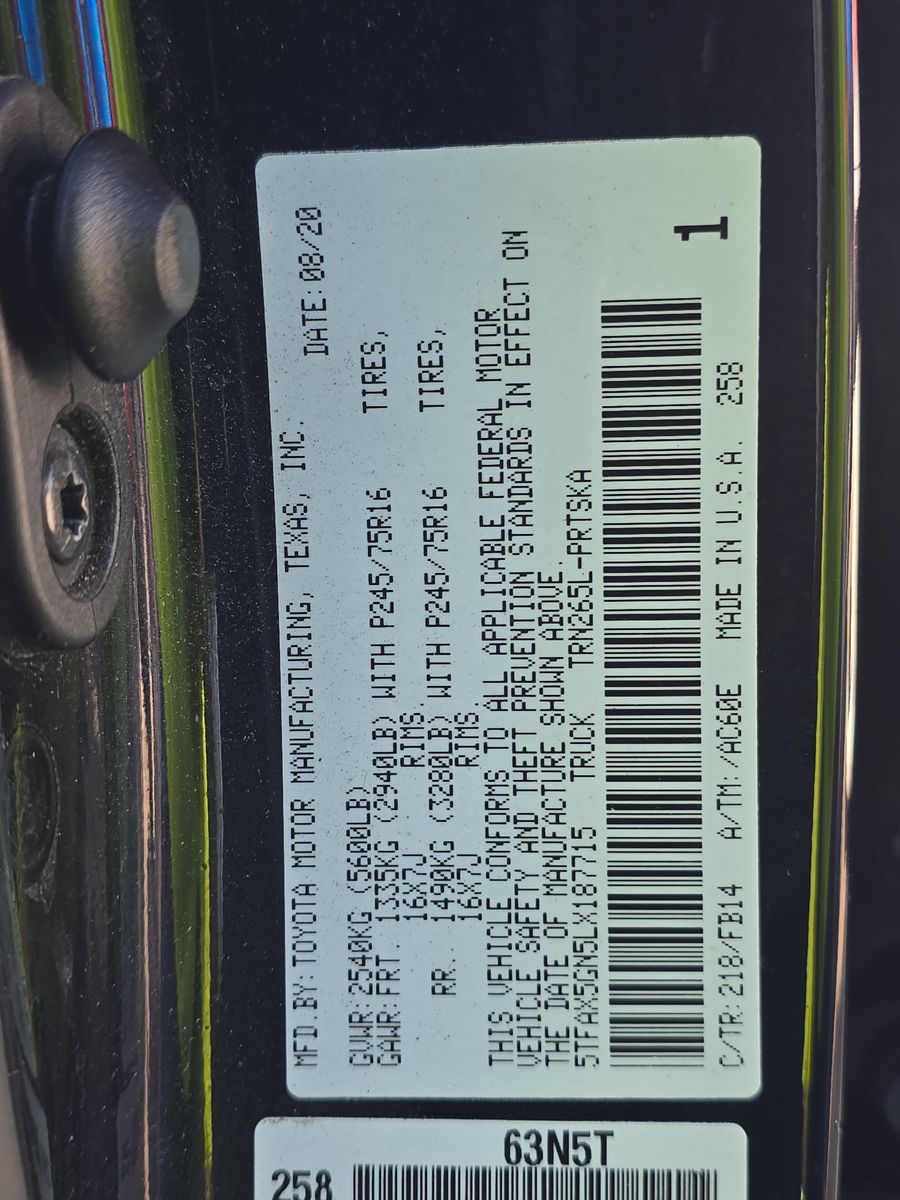 MFD BY: TOYOTA MOTOR MANUFACTURING, TEXAS, INC.
DATE: 08/20
GVWR: 2540KG (5600LB)
GAWR: FRT 1335KG (2940LB) WITH P245/75R16 TIRES,
16X7J RIMS.
RR. 1490KG (3280LB) WITH P245/75R16 TIRES,
16X7J RIMS.
THIS VEHICLE CONFORMS TO ALL APPLICABLE FEDERAL MOTOR
VEHICLE SAFETY AND THEFT PREVENTION STANDARDS IN EFFECT ON
THE DATE OF MANUFACTURE SHOWN ABOVE.
5TFAX5GN5LX187715 TRUCK TRN265L-PRTSKA
1
C/TR: 218/FB14 A/TM: /AC60E MADE IN U.S.A. 258
63N5T
258